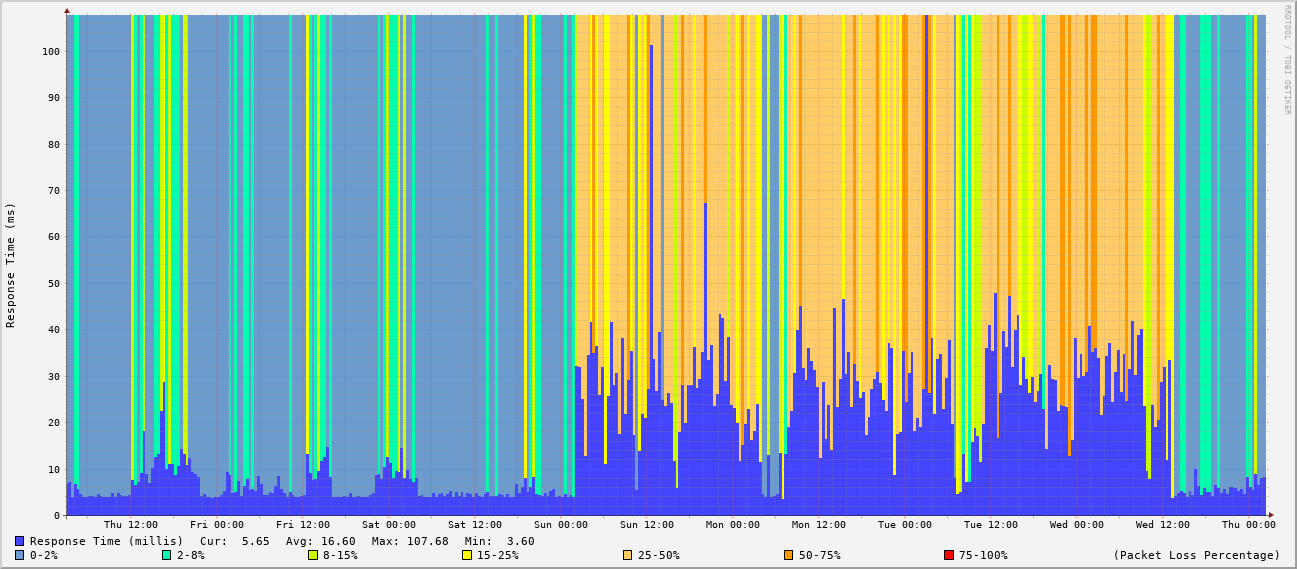 RRDTOOL / TOBI OETIKER
Response Time (ms)
100
90
80
70
60
50
40
30
20
10
0
Thu 12:00 Fri 00:00 Fri 12:00 Sat 00:00 Sat 12:00 Sun 00:00 Sun 12:00 Mon 00:00 Mon 12:00 Tue 00:00 Tue 12:00 Wed 00:00 Wed 12:00 Thu 00:00
Response Time (millis) Cur: 5.65 Avg: 16.60 Max: 107.68 Min: 3.60
0-2% 2-8% 8-15% 15-25% 25-50% 50-75% 75-100% (Packet Loss Percentage)